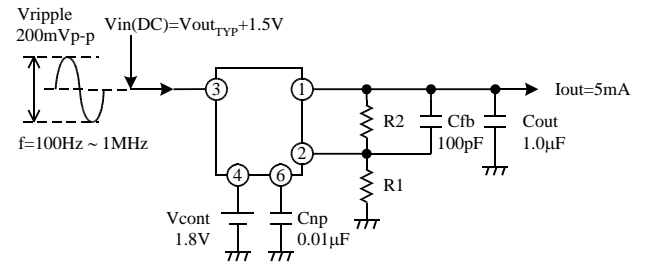 Vripple
200mVp-p
Vin(DC)=VoutTYP+1.5V
f=100Hz ~ 1MHz
3
1
2
4
6
R2
Cfb
100pF
Cout
1.0μF
Iout=5mA
R1
Vcont
1.8V
Cnp
0.01μF